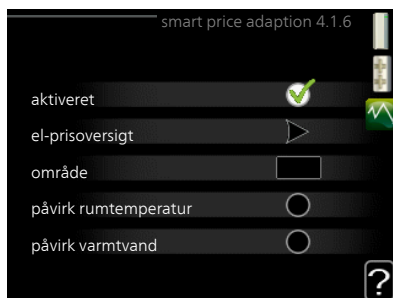 smart price adaption 4.1.6
aktiveret
el-prisoversigt
område
påvirk rumtemperatur
påvirk varmtvand
?